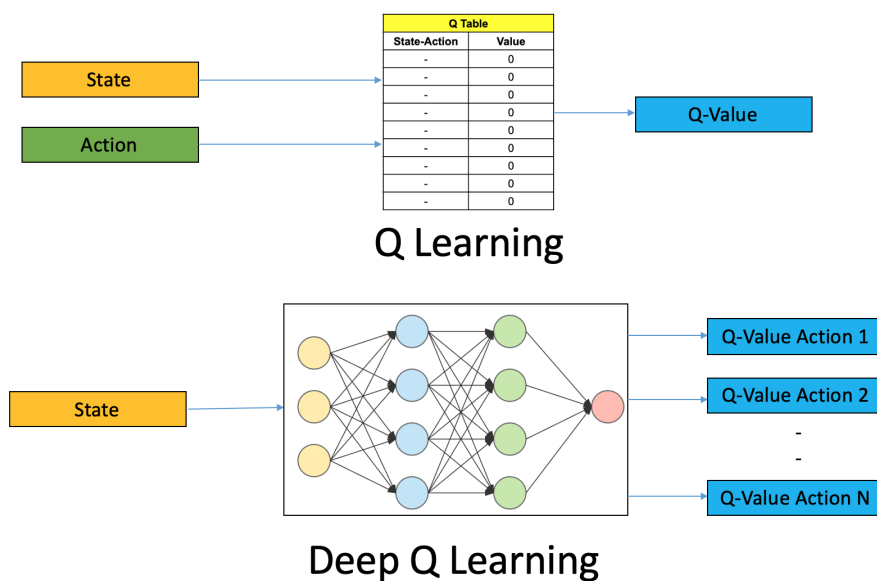 Q Table
State-Action Value
- 0
- 0
- 0
- 0
- 0
- 0
- 0
- 0
- 0
State
Action
Q-Value
Q Learning
State
Q-Value Action 1
Q-Value Action 2
-
-
Q-Value Action N
Deep Q Learning